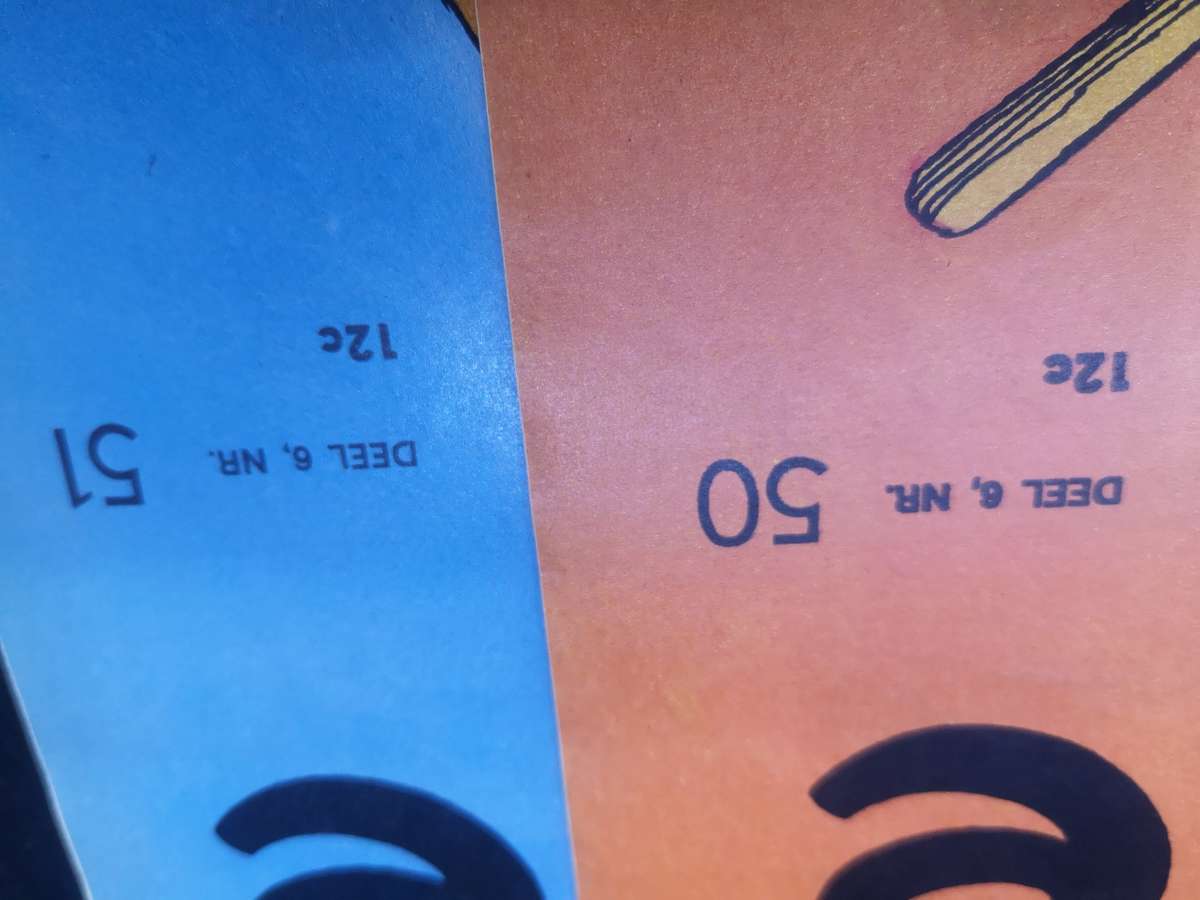 DEEL 6, NR. 50
12c
DEEL 6, NR. 51
12c